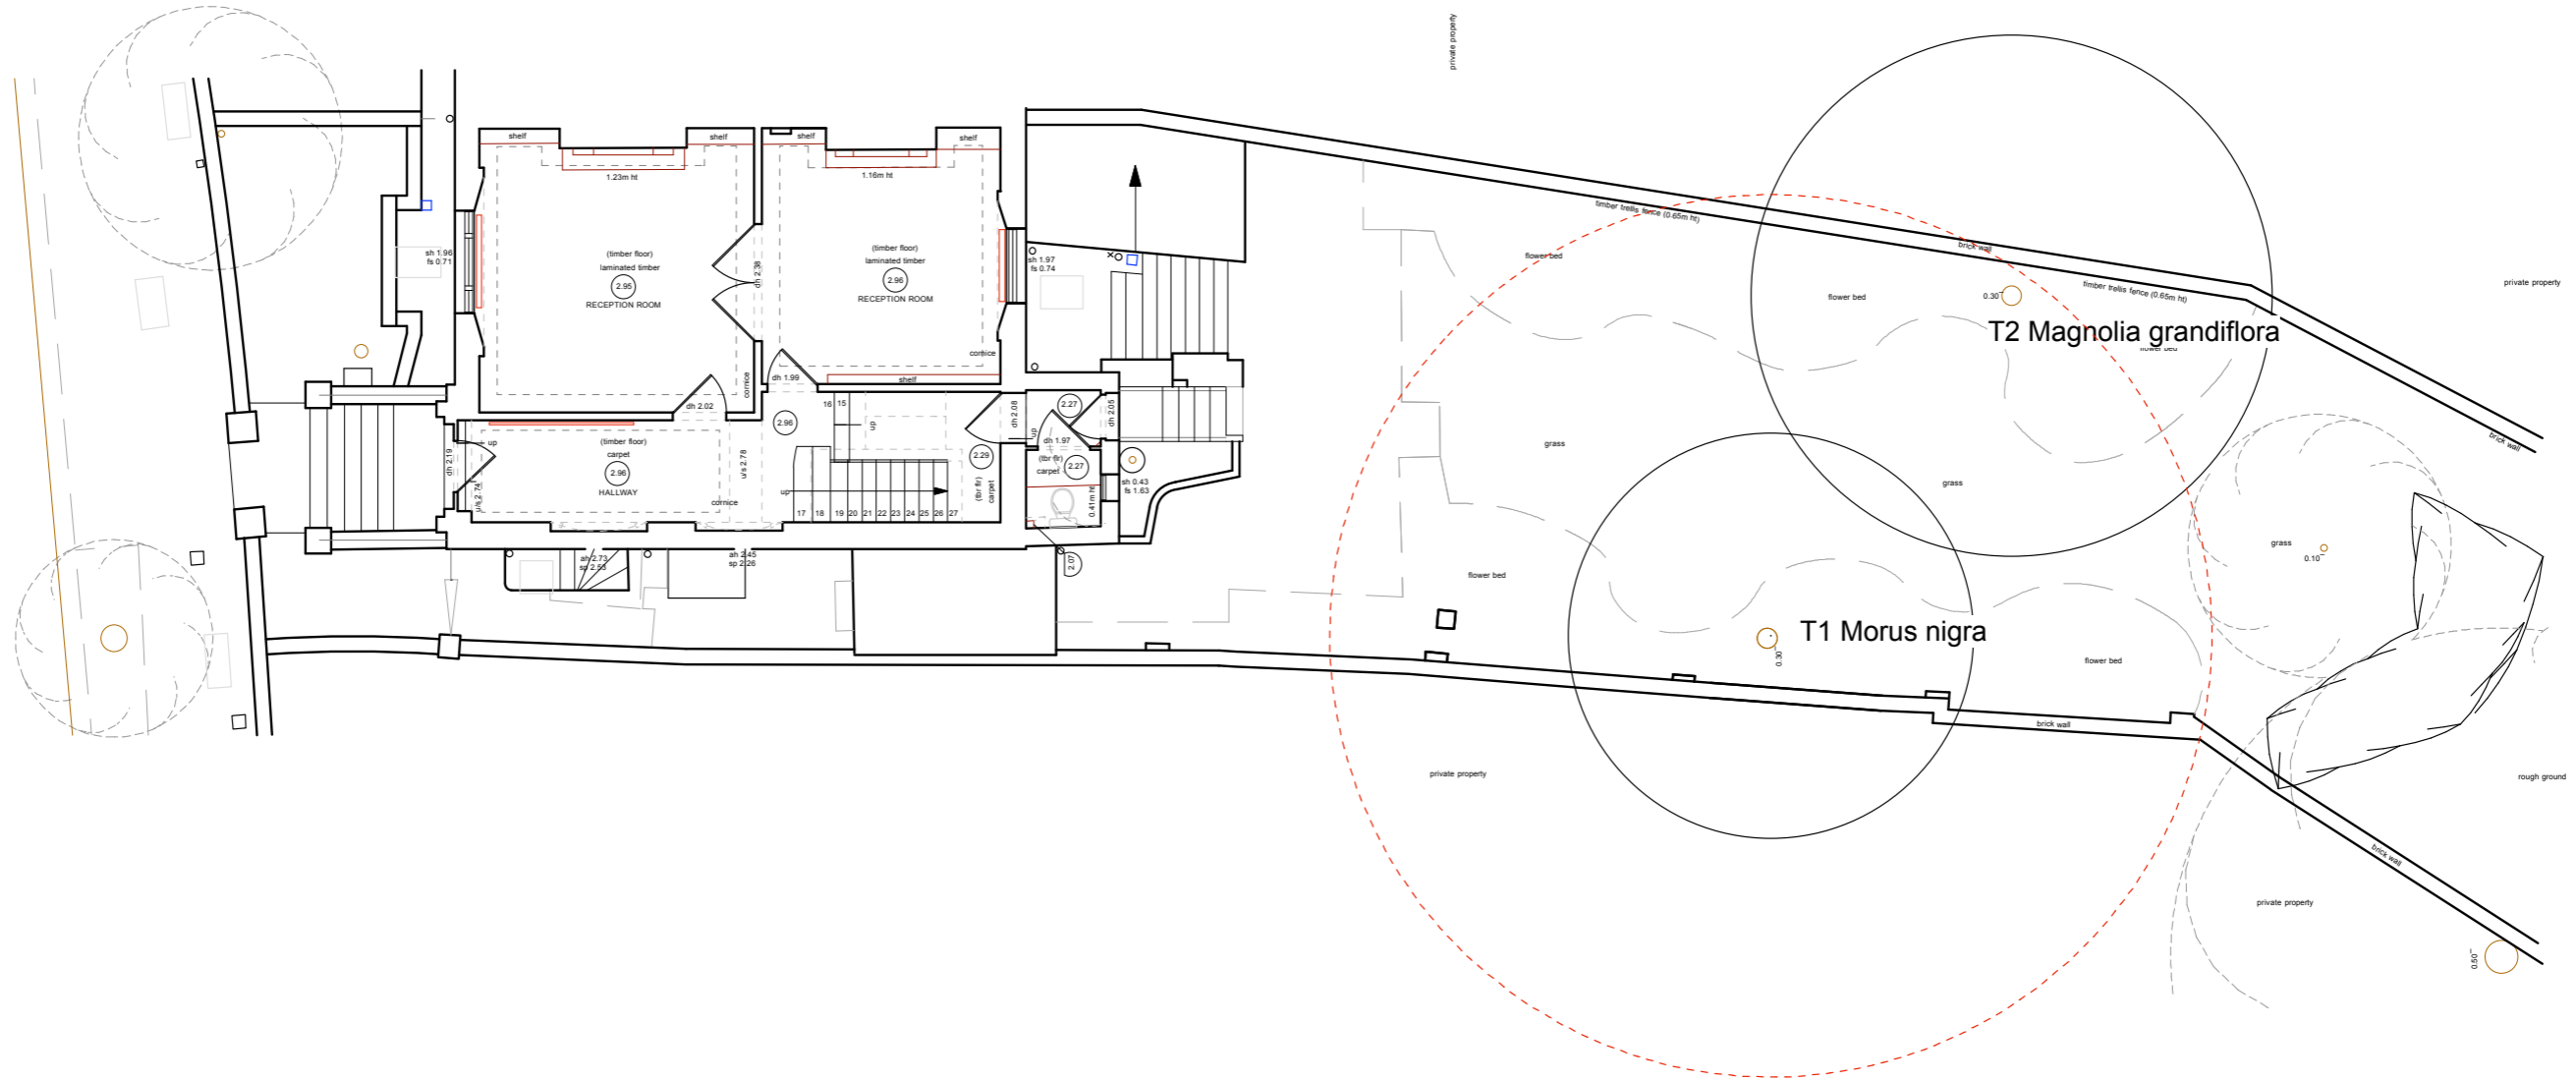 private property
shelf
shelf
shelf
shelf
1.23m ht
1.16m ht
timber trellis fence (0.65m ht)
brick wall
sh 1.96
fs 0.71
(timber floor)
laminated timber
2.95
RECEPTION ROOM
dh 2.38
(timber floor)
laminated timber
2.96
RECEPTION ROOM
sh 1.97
fs 0.74
flower bed
flower bed
0.30
timber trellis fence (0.65m ht)
private property
T2 Magnolia grandiflora
cornice
cornice
shelf
dh 1.99
dh 2.02
16
15
up
2.96
dh 2.08
2.27
dh 2.05
up
dh 1.97
(tbr flr)
carpet
2.27
2.29
(tbr flr)
carpet
0.41m ht
sh 0.43
fs 1.63
up
dh 2.19
u/s 2.74
(timber floor)
carpet
2.96
HALLWAY
u/s 2.78
cornice
up
17 18 19 20 21 22 23 24 25 26 27
ah 2.73
sp 2.53
ah 2.45
sp 2.26
2.07
grass
grass
brick wall
grass
0.10
flower bed
T1 Morus nigra
0.30
flower bed
brick wall
private property
rough ground
brick wall
private property
0.50